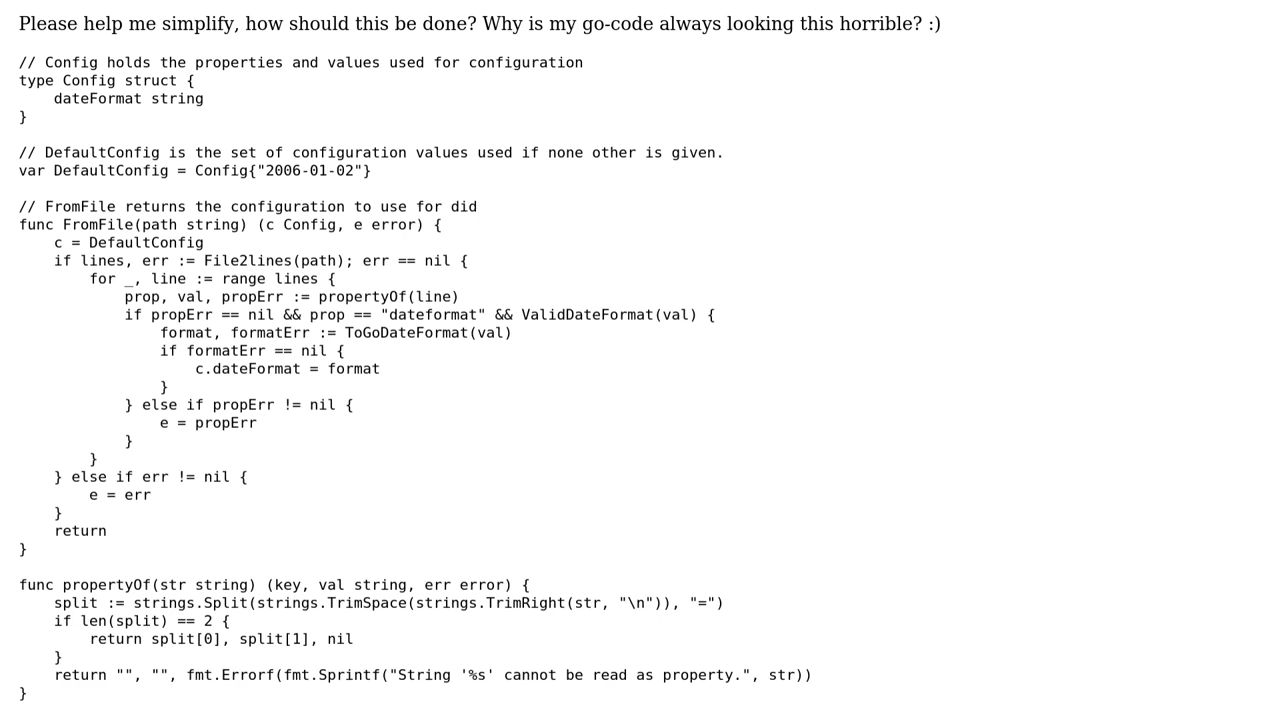 Please help me simplify, how should this be done? Why is my go-code always looking this horrible? :)
// Config holds the properties and values used for configuration
type Config struct {
    dateFormat string
}
// DefaultConfig is the set of configuration values used if none other is given.
var DefaultConfig = Config{"2006-01-02"}
// FromFile returns the configuration to use for did
func FromFile(path string) (c Config, e error) {
    c = DefaultConfig
    if lines, err := File2lines(path); err == nil {
        for _, line := range lines {
            prop, val, propErr := propertyOf(line)
            if propErr == nil && prop == "dateformat" && ValidDateFormat(val) {
                format, formatErr := ToGoDateFormat(val)
                if formatErr == nil {
                    c.dateFormat = format
                }
            } else if propErr != nil {
                e = propErr
            }
        }
    } else if err != nil {
        e = err
    }
    return
}
func propertyOf(str string) (key, val string, err error) {
    split := strings.Split(strings.TrimSpace(strings.TrimRight(str, "\n")), "=")
    if len(split) == 2 {
        return split[0], split[1], nil
    }
    return "", "", fmt.Errorf(fmt.Sprintf("String '%s' cannot be read as property.", str))
}